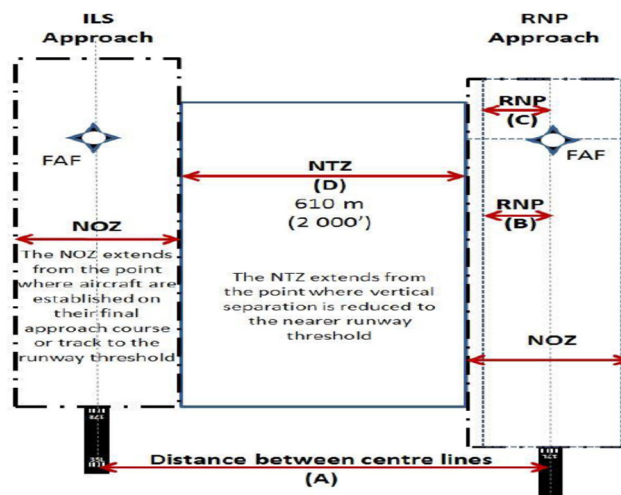 ILS
Approach
RNP
Approach
RNP
(C)
FAF
FAF
NTZ
(D)
610 m
(2 000')
RNP
(B)
NOZ
The NOZ extends
from the point
where aircraft are
established on
their final
approach course
or track to the
runway threshold
The NTZ extends from
the point where vertical
separation is reduced to
the nearer runway
threshold
NOZ
Distance between centre lines
(A)